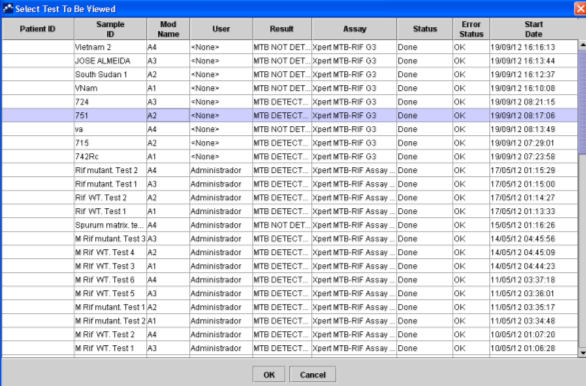 Select Test To Be Viewed
Patient ID Sample ID Mod Name User Result Assay Status Error Status Start Date
Vietnam 2 A4 <None> MTB NOT DET... Xpert MTB-RIF G3 Done OK 19/09/12 16:16:13
JOSE ALMEIDA A3 <None> MTB NOT DET... Xpert MTB-RIF G3 Done OK 19/09/12 16:13:44
South Sudan 1 A2 <None> MTB NOT DET... Xpert MTB-RIF G3 Done OK 19/09/12 16:12:37
VNam A1 <None> MTB NOT DET... Xpert MTB-RIF G3 Done OK 19/09/12 16:10:08
724 A3 <None> MTB DETECT... Xpert MTB-RIF G3 Done OK 19/09/12 08:21:15
751 A2 <None> MTB DETECT... Xpert MTB-RIF G3 Done OK 19/09/12 08:17:06
va A4 <None> MTB NOT DET... Xpert MTB-RIF G3 Done OK 19/09/12 08:13:49
715 A2 <None> MTB DETECT... Xpert MTB-RIF G3 Done OK 19/09/12 07:29:01
742Rc A1 <None> MTB DETECT... Xpert MTB-RIF G3 Done OK 19/09/12 07:23:58
Rif mutant. Test 2 A4 Administrador MTB DETECT... Xpert MTB-RIF Assay ... Done OK 17/05/12 01:15:29
Rif mutant. Test 1 A3 Administrador MTB DETECT... Xpert MTB-RIF Assay ... Done OK 17/05/12 01:15:00
Rif WT. Test 2 A2 Administrador MTB DETECT... Xpert MTB-RIF Assay ... Done OK 17/05/12 01:14:27
Rif WT. Test 1 A1 Administrador MTB DETECT... Xpert MTB-RIF Assay ... Done OK 17/05/12 01:13:33
Spurum matrix. te... A4 Administrador MTB NOT DET... Xpert MTB-RIF Assay ... Done OK 15/05/12 01:16:26
M Rif mutant. Test 3 A3 Administrador MTB DETECT... Xpert MTB-RIF Assay ... Done OK 14/05/12 04:45:56
M Rif WT. Test 4 A2 Administrador MTB DETECT... Xpert MTB-RIF Assay ... Done OK 14/05/12 04:45:09
M Rif WT. Test 3 A1 Administrador MTB DETECT... Xpert MTB-RIF Assay ... Done OK 14/05/12 04:44:23
M Rif WT. Test 6 A4 Administrador MTB DETECT... Xpert MTB-RIF Assay ... Done OK 11/05/12 03:37:18
M Rif WT. Test 5 A3 Administrador MTB DETECT... Xpert MTB-RIF Assay ... Done OK 11/05/12 03:36:01
M Rif mutant. Test 1 A2 Administrador MTB DETECT... Xpert MTB-RIF Assay ... Done OK 11/05/12 03:35:17
M Rif mutant. Test 2 A1 Administrador MTB DETECT... Xpert MTB-RIF Assay ... Done OK 11/05/12 03:34:48
M Rif WT. Test 2 A4 Administrador MTB DETECT... Xpert MTB-RIF Assay ... Done OK 10/05/12 01:07:20
M Rif WT. Test 1 A3 Administrador MTB DETECT... Xpert MTB-RIF Assay ... Done OK 10/05/12 01:06:28
OK Cancel